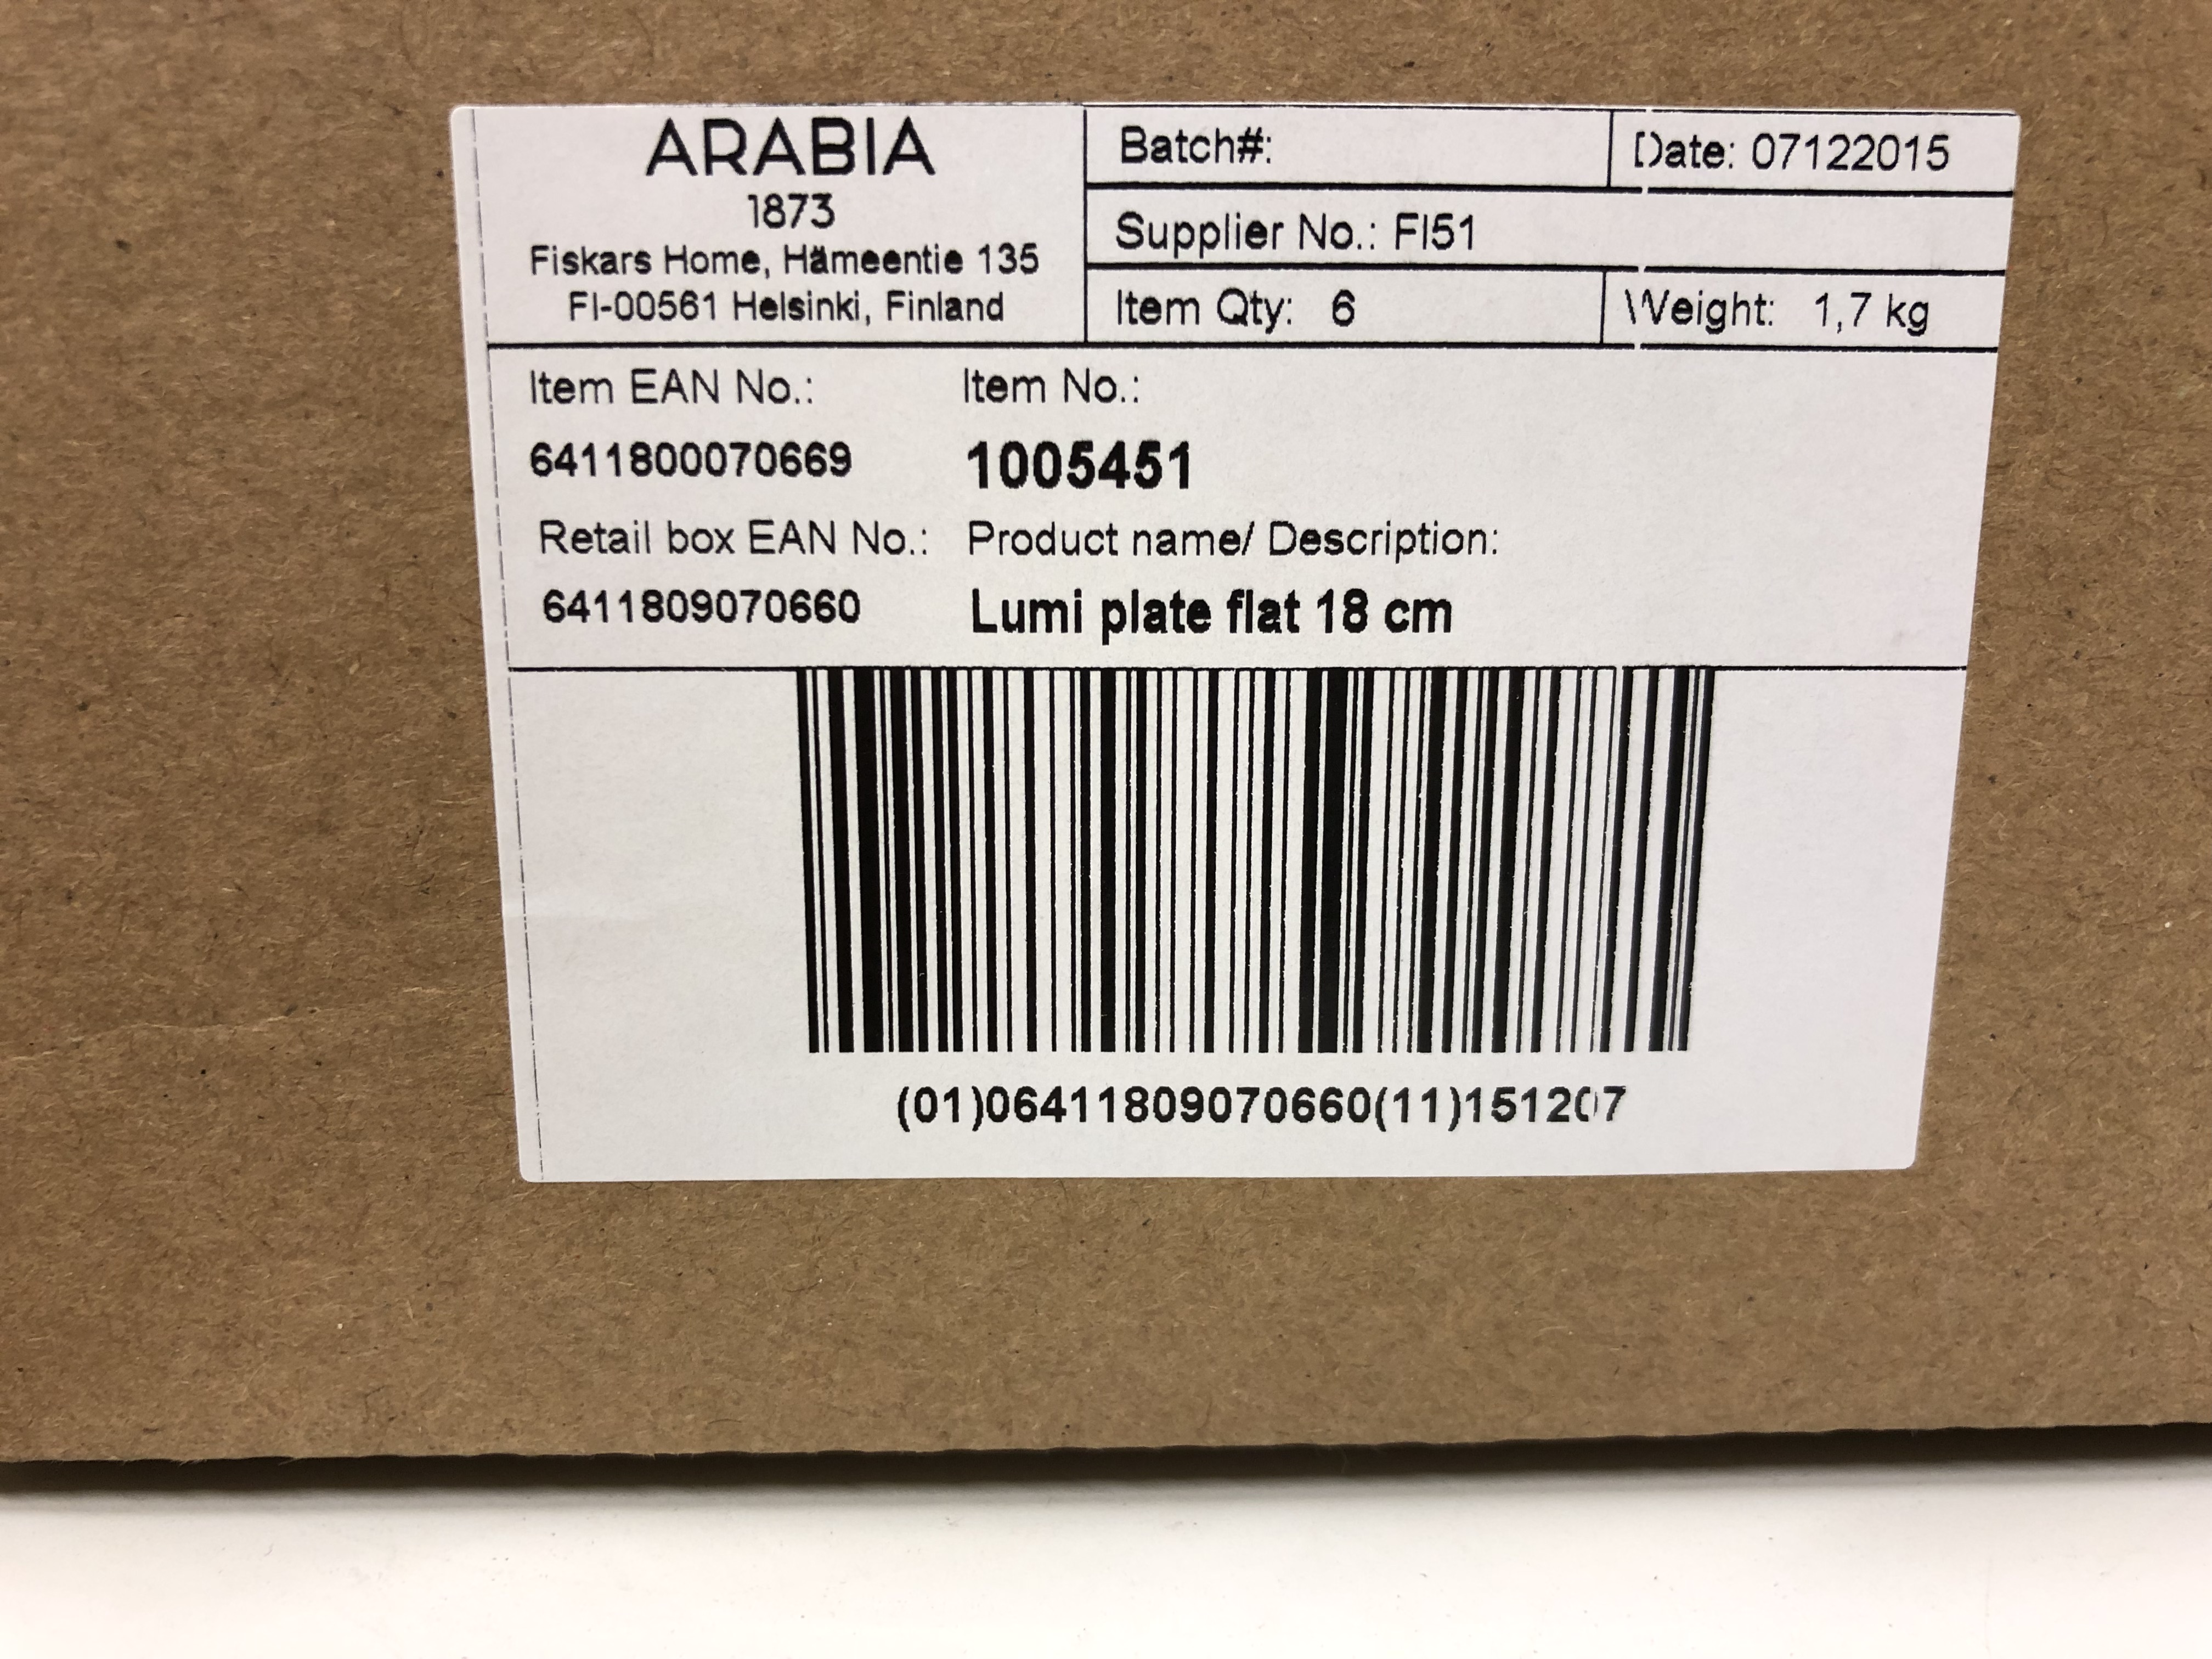 ARABIA
1873
Fiskars Home, Hämeentie 135
FI-00561 Helsinki, Finland
Batch#:
Date: 07122015
Supplier No.: FI51
Item Qty: 6
Weight: 1,7 kg
Item EAN No.: Item No.:
6411800070669 1005451
Retail box EAN No.: Product name/ Description:
6411809070660 Lumi plate flat 18 cm
(01)06411809070660(11)151207